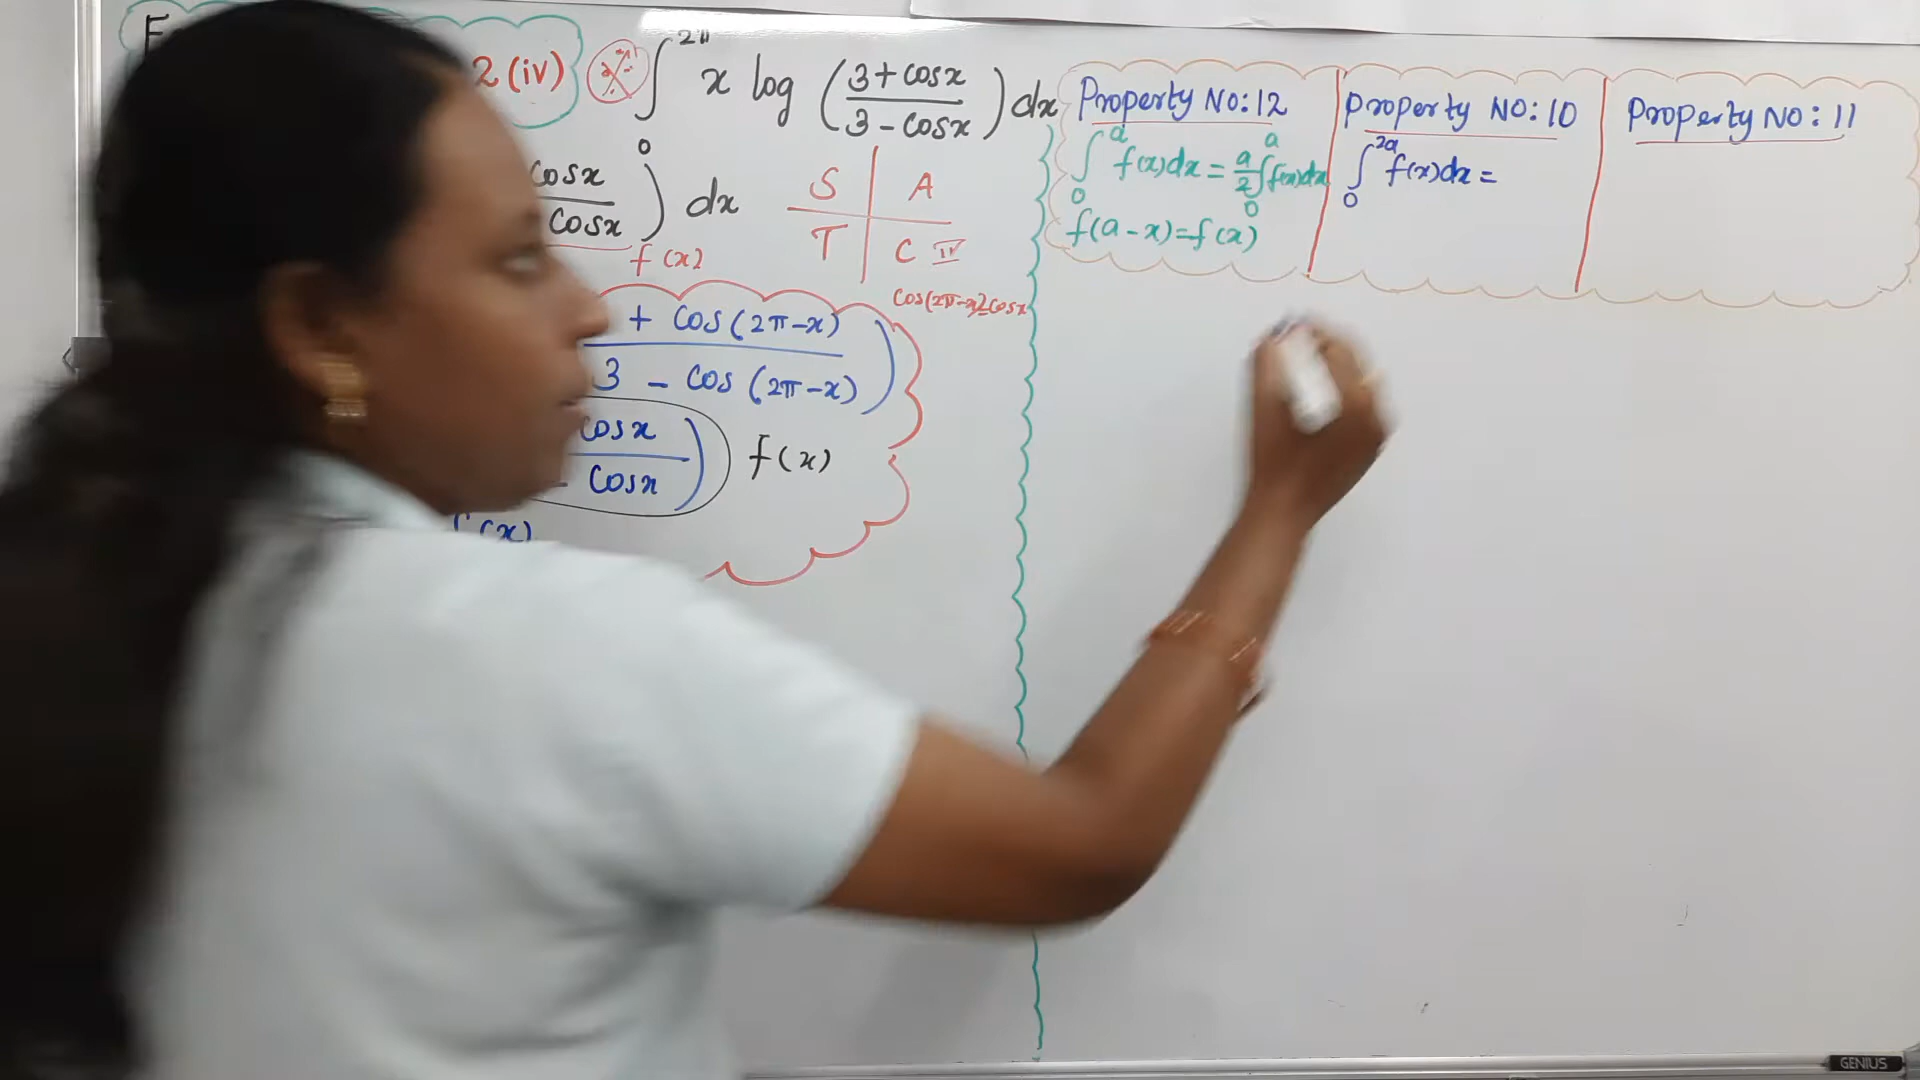 2 (iv) ∫₀^2π x log ( 3 + cosx / 3 - cosx ) dx
cosx / cosx ) dx
f(x)
S A
T C IV
cos(2π-x)=cosx
+ cos(2π-x)
3 - cos(2π-x)
cosx
- cosx ) f(x)
(x)
Property No:12
∫₀^a f(x)dx = a/2 ∫₀^a f(x)dx
f(a-x)=f(x)
Property NO:10
∫₀^2a f(x)dx =
Property NO: 11
GENIUS